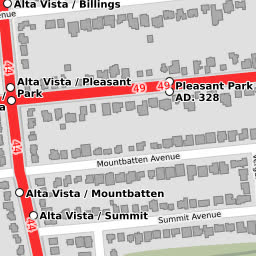 Alta Vista / Billings
44
Alta Vista / Pleasant
Park
/
a
49
49
Pleasant Park
AD. 328
44
Mountbatten Avenue
Alta Vista / Mountbatten
Alta Vista / Summit
Summit Avenue
44